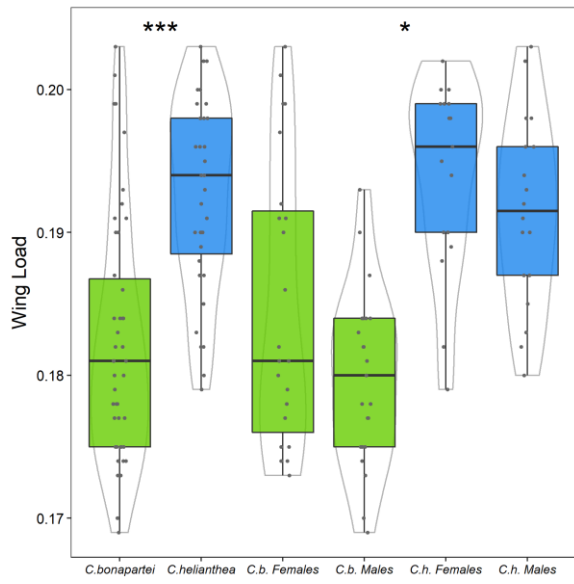 *** *
0.20
0.19
0.18
0.17
Wing Load
C.bonapartei C.helianthea C.b. Females C.b. Males C.h. Females C.h. Males